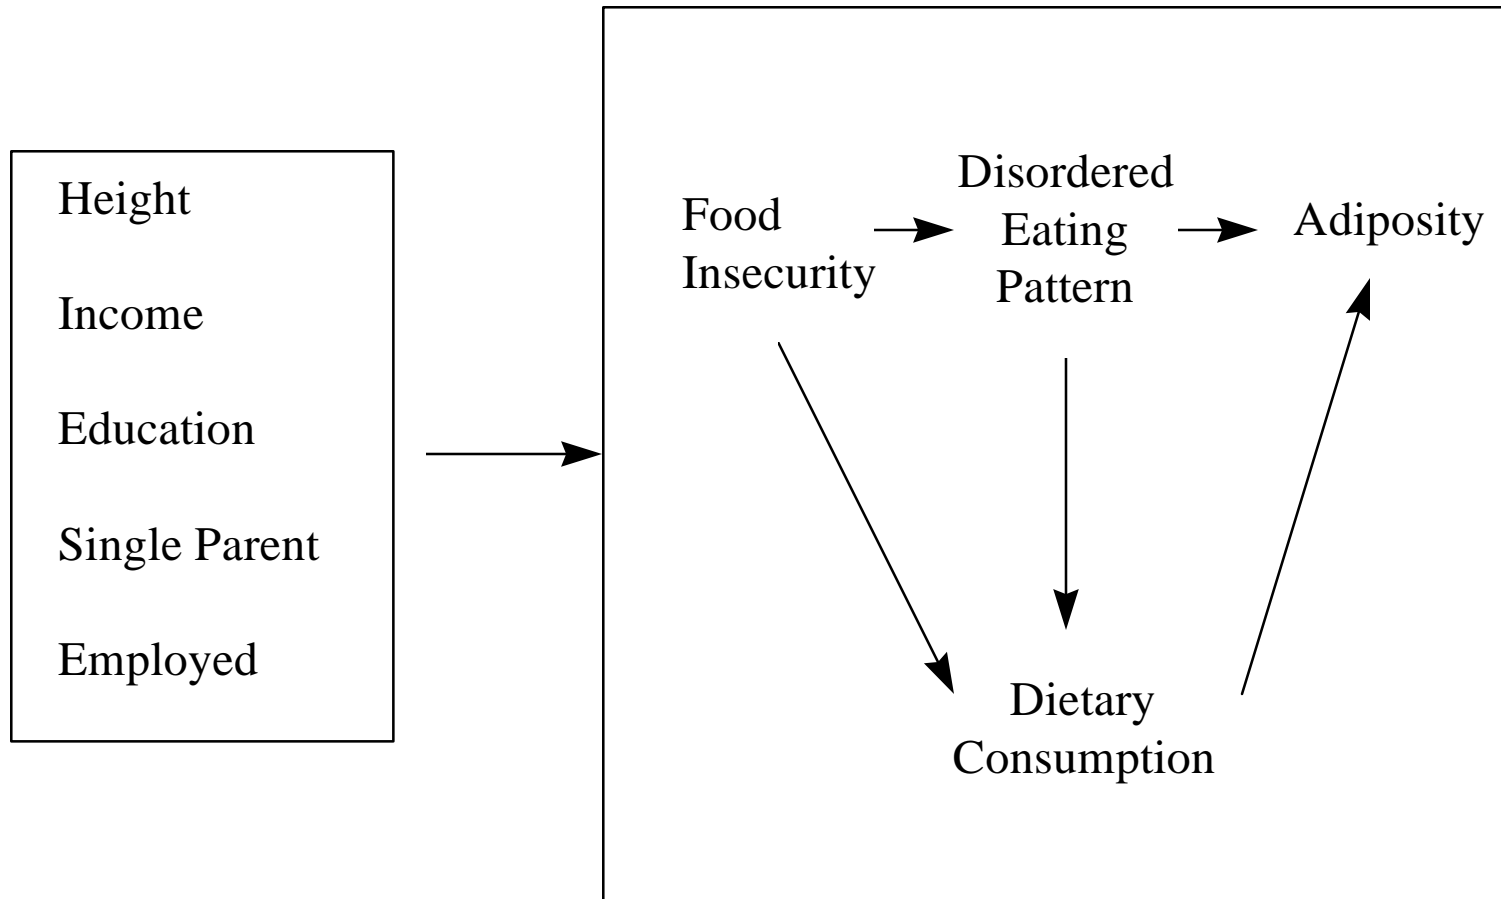 Height
Income
Education
Single Parent
Employed
Food
Insecurity
Disordered
Eating
Pattern
Adiposity
Dietary
Consumption